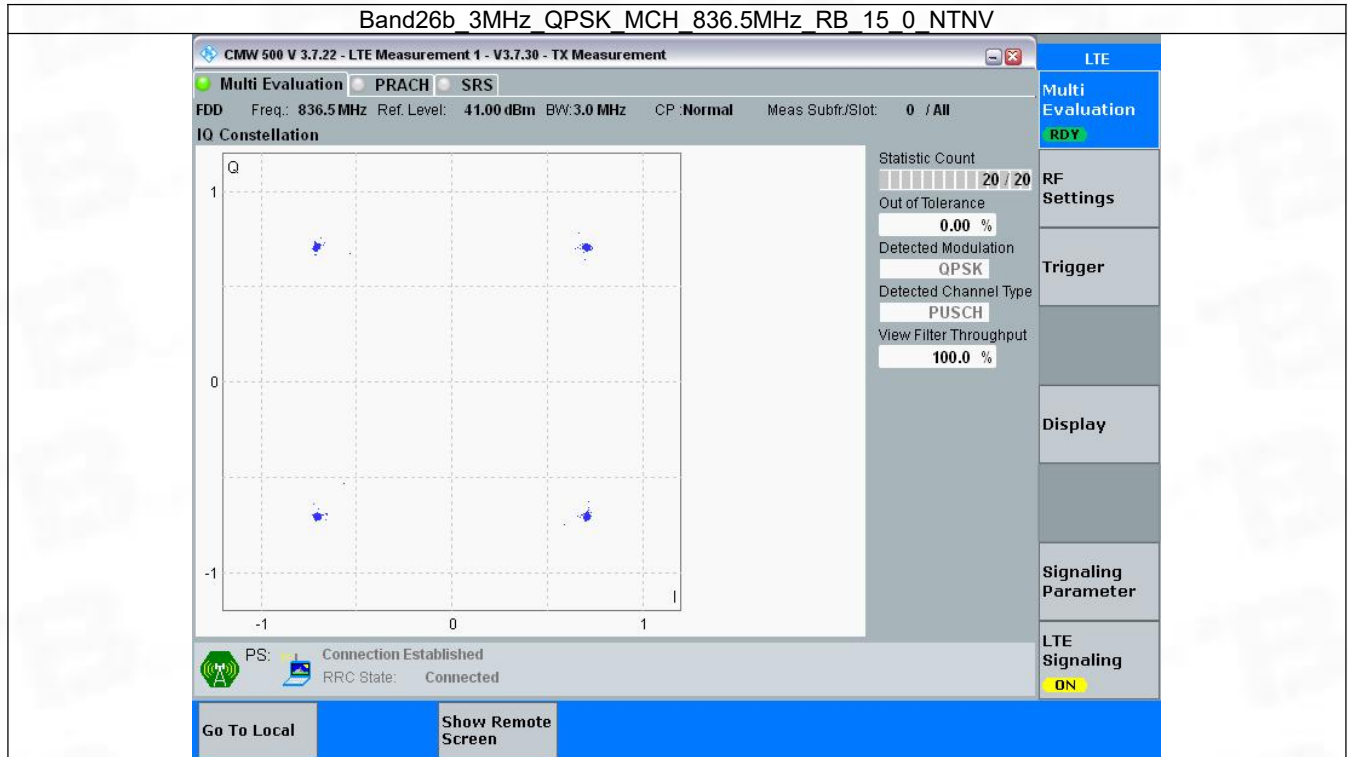 Band26b_3MHz_QPSK_MCH_836.5MHz_RB_15_0_NTNV
CMW 500 V 3.7.22 - LTE Measurement 1 - V3.7.30 - TX Measurement
LTE
Multi Evaluation PRACH SRS
Multi
Evaluation
RDY
FDD Freq.: 836.5 MHz Ref. Level: 41.00 dBm BW:3.0 MHz CP :Normal Meas Subfr./Slot: 0 / All
IQ Constellation
Q
1
0
-1
I
-1 0 1
Statistic Count
20 / 20
Out of Tolerance
0.00 %
Detected Modulation
QPSK
Detected Channel Type
PUSCH
View Filter Throughput
100.0 %
RF
Settings
Trigger
Display
Signaling
Parameter
LTE
Signaling
ON
PS: Connection Established
RRC State: Connected
Go To Local
Show Remote
Screen